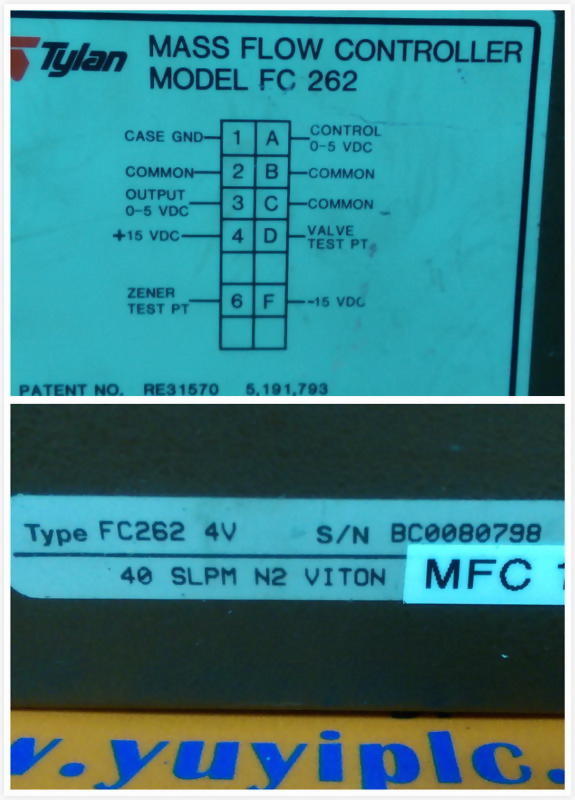 Tylan
MASS FLOW CONTROLLER
MODEL FC 262
CASE GND 1 A CONTROL 0-5 VDC
COMMON 2 B COMMON
OUTPUT 0-5 VDC 3 C COMMON
+15 VDC 4 D VALVE TEST PT
ZENER TEST PT 6 F -15 VDC
PATENT NO. RE31570 5,191,793
Type FC262 4V S/N BC0080798
40 SLPM N2 VITON
MFC
w.yuyiplc.